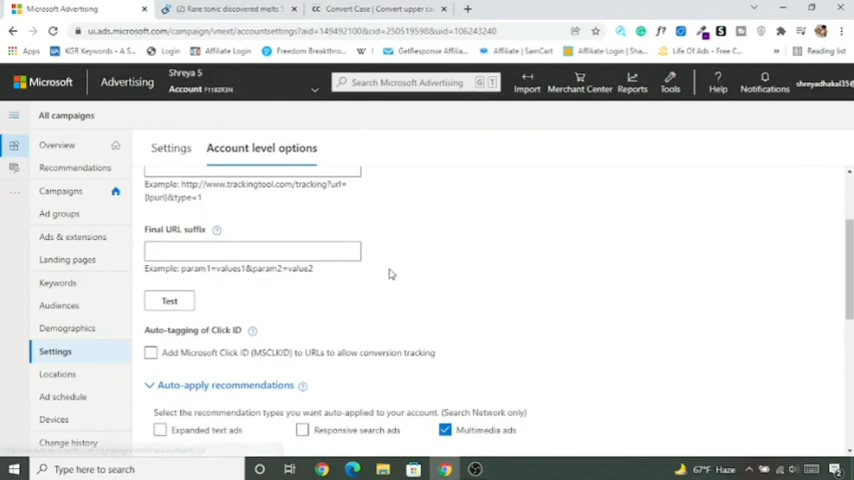 Microsoft Advertising
(2) Rare tonic discovered melts 5
Convert Case | Convert upper ca
ui.ads.microsoft.com/campaign/vnext/accountsettings?aid=149492100&cid=250519598&uid=106243240
Apps
KGR Keywords - A S...
Login
Affiliate Login
Freedom Breakthro...
GetResponse Affilia...
Affiliate | SamCart
Affiliate Login | Sha...
Life Of Ads - Free C...
Reading list
Microsoft
Advertising
Shreya 5
Account F1182R3N
Search Microsoft Advertising
G T
Import
Merchant Center
Reports
Tools
Help
Notifications
shreyadhakal35@
All campaigns
Overview
Recommendations
Campaigns
Ad groups
Ads & extensions
Landing pages
Keywords
Audiences
Demographics
Settings
Locations
Ad schedule
Devices
Change history
Settings
Account level options
Example: http://www.trackingtool.com/tracking?url=
{lpurl}&type=1
Final URL suffix
Example: param1=values1&param2=value2
Test
Auto-tagging of Click ID
Add Microsoft Click ID (MSCLKID) to URLs to allow conversion tracking
Auto-apply recommendations
Select the recommendation types you want auto-applied to your account. (Search Network only)
Expanded text ads
Responsive search ads
Multimedia ads
Type here to search
67°F Haze